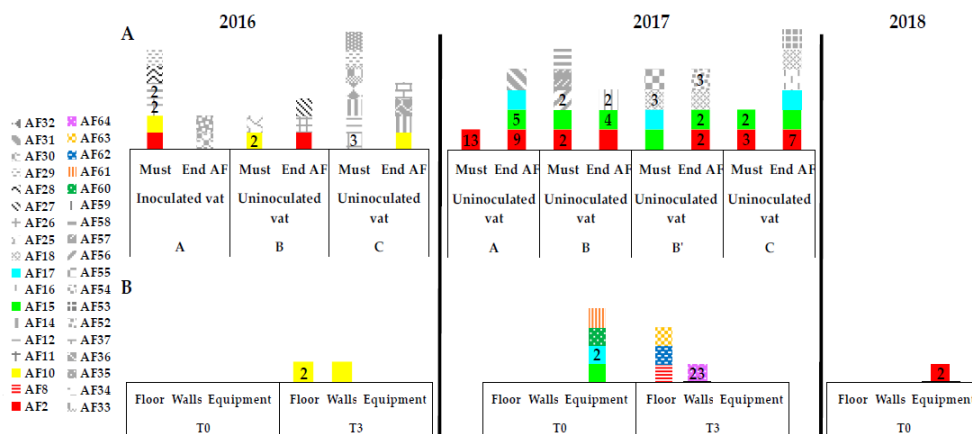 2016 2017 2018
A
2
2
2
3
13
5
9
2
2
2
4
3
3
2
2
2
3
7
Must End AF Must End AF Must End AF Must End AF Must End AF Must End AF Must End AF
Inoculated vat Uninoculated vat Uninoculated vat Uninoculated vat Uninoculated vat Uninoculated vat Uninoculated vat
A B C A B B' C
AF32 AF64
AF31 AF63
AF30 AF62
AF29 AF61
AF28 AF60
AF27 AF59
AF26 AF58
AF25 AF57
AF18 AF56
AF17 AF55
AF16 AF54
AF15 AF53
AF14 AF52
AF12 AF37
AF11 AF36
AF10 AF35
AF8 AF34
AF2 AF33
B
2
2
23
2
Floor Walls Equipment Floor Walls Equipment Floor Walls Equipment Floor Walls Equipment Floor Walls Equipment
T0 T3 T0 T3 T0